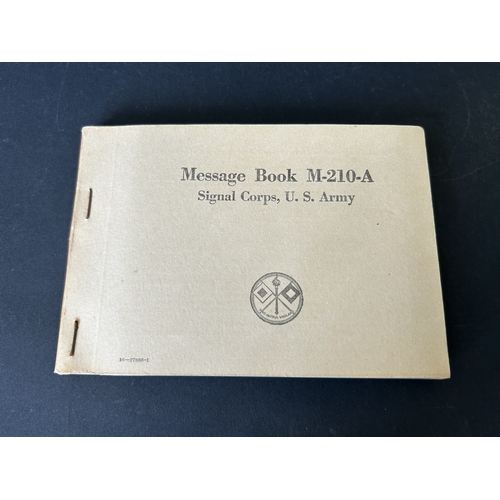 Message Book M-210-A
Signal Corps, U. S. Army